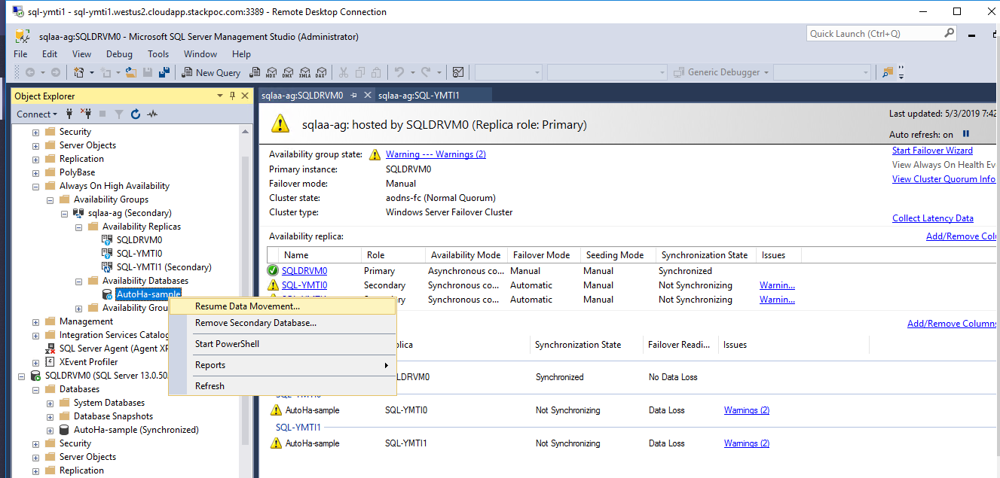 sql-ymti1 - sql-ymti1.westus2.cloudapp.stackpoc.com:3389 - Remote Desktop Connection
sqlaa-ag:SQLDRVM0 - Microsoft SQL Server Management Studio (Administrator)
Quick Launch (Ctrl+Q)
File Edit View Debug Tools Window Help
New Query MDX DMX XMLA DAX Generic Debugger
Object Explorer
Connect
Security
Server Objects
Replication
PolyBase
Always On High Availability
Availability Groups
sqlaa-ag (Secondary)
Availability Replicas
SQLDRVM0
SQL-YMTI0
SQL-YMTI1 (Secondary)
Availability Databases
AutoHa-sample
Availability Grou
Management
Integration Services Catalog
SQL Server Agent (Agent XP
XEvent Profiler
SQLDRVM0 (SQL Server 13.0.50
Databases
System Databases
Database Snapshots
AutoHa-sample (Synchronized)
Security
Server Objects
Replication
Resume Data Movement...
Remove Secondary Database...
Start PowerShell
Reports
Refresh
sqlaa-ag:SQLDRVM0 sqlaa-ag:SQL-YMTI1
sqlaa-ag: hosted by SQLDRVM0 (Replica role: Primary)
Last updated: 5/3/2019 7:42
Auto refresh: on
Availability group state: Warning --- Warnings (2)
Primary instance: SQLDRVM0
Failover mode: Manual
Cluster state: aodns-fc (Normal Quorum)
Cluster type: Windows Server Failover Cluster
Start Failover Wizard
View Always On Health Ev
View Cluster Quorum Info
Collect Latency Data
Availability replica:
Add/Remove Colu
Name Role Availability Mode Failover Mode Seeding Mode Synchronization State Issues
SQLDRVM0 Primary Asynchronous co... Manual Manual Synchronized
SQL-YMTI0 Secondary Synchronous co... Automatic Manual Not Synchronizing Warnin...
Synchronous co... Automatic Manual Not Synchronizing Warnin...
Add/Remove Columns
lica Synchronization State Failover Readi... Issues
LDRVM0 Synchronized No Data Loss
SQL-YMTI0
AutoHa-sample SQL-YMTI0 Not Synchronizing Data Loss Warnings (2)
SQL-YMTI1
AutoHa-sample SQL-YMTI1 Not Synchronizing Data Loss Warnings (2)